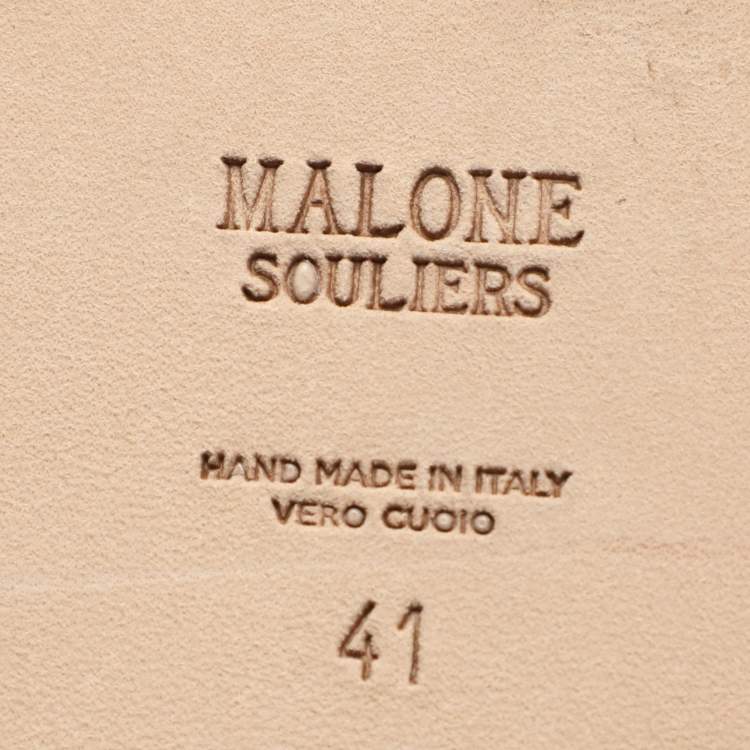 MALONE
SOULIERS
HAND MADE IN ITALY
VERO CUOIO
41